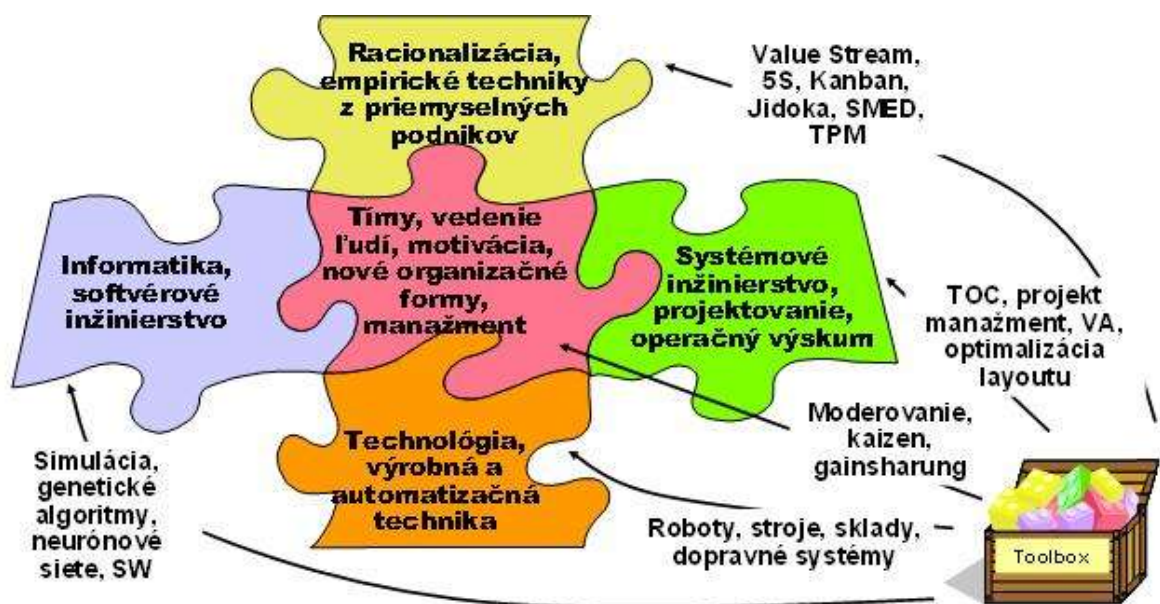 Racionalizácia,
empirické techniky
z priemyselných
podnikov
Value Stream,
5S, Kanban,
Jidoka, SMED,
TPM
Informatika,
softvérové
inžinierstvo
Tímy, vedenie
ľudí, motivácia,
nové organizačné
formy,
manažment
Systémové
inžinierstvo,
projektovanie,
operačný výskum
TOC, projekt
manažment, VA,
optimalizácia
layoutu
Moderovanie,
kaizen,
gainsharung
Technológia,
výrobná a
automatizačná
technika
Simulácia,
genetické
algoritmy,
neurónové
siete, SW
Roboty, stroje, sklady,
dopravné systémy
Toolbox